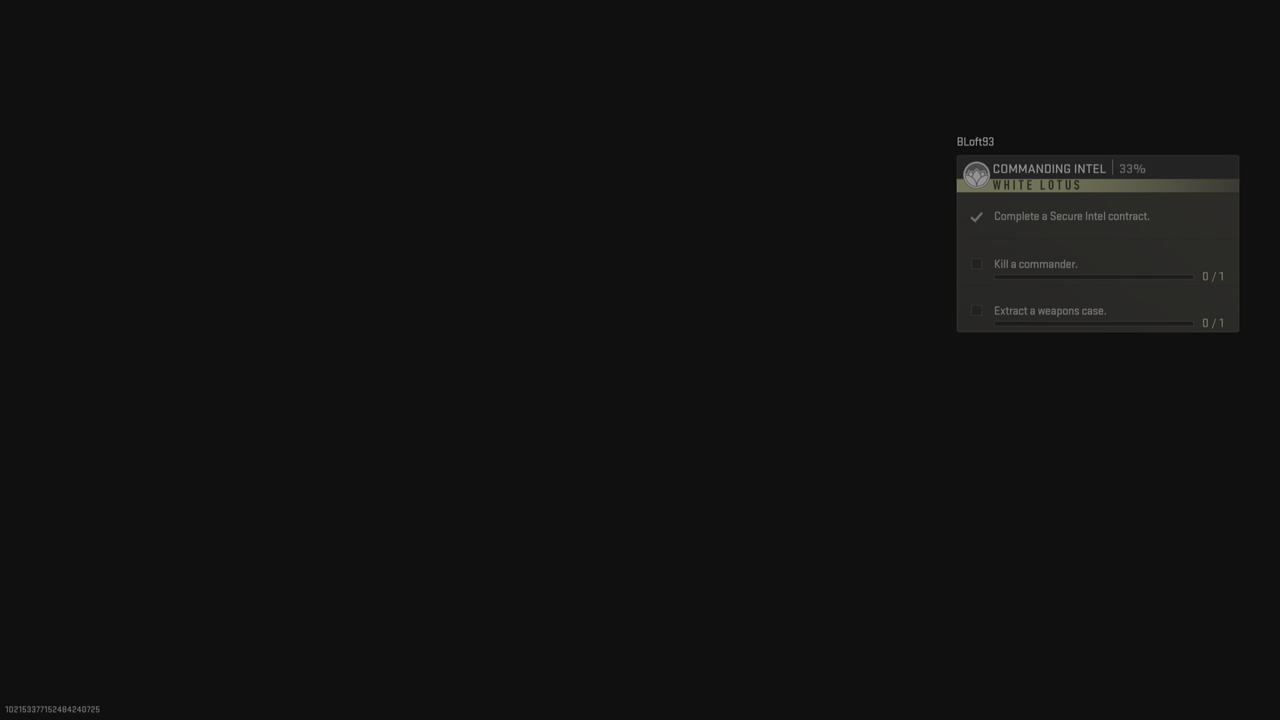 BLoft93
COMMANDING INTEL | 33%
WHITE LOTUS
Complete a Secure Intel contract.
Kill a commander.
0 / 1
Extract a weapons case.
0 / 1
102153377152484240725